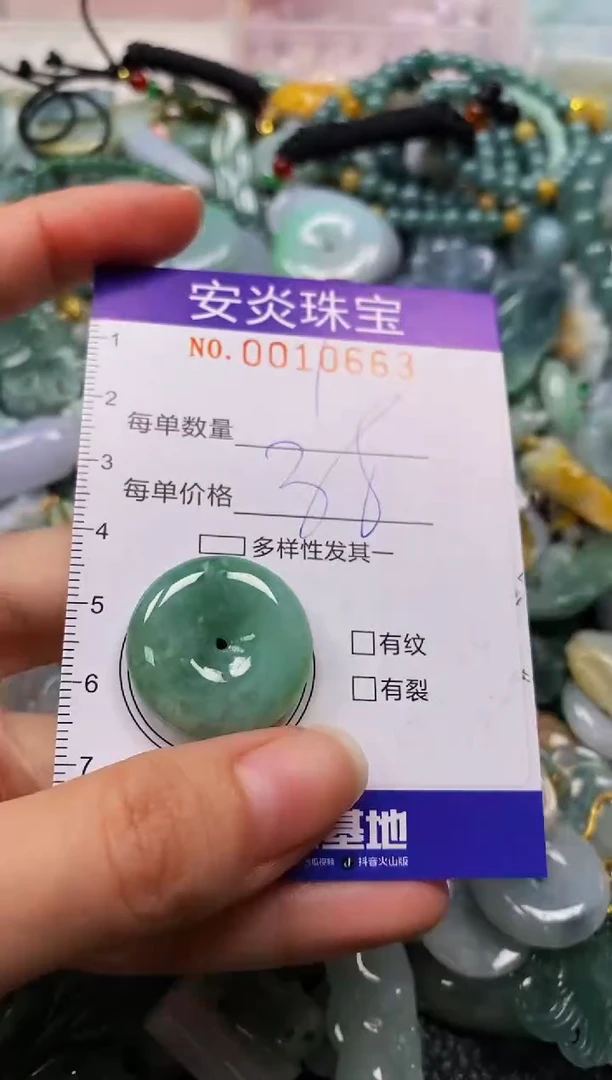 安炎珠宝
NO. 0010663
1
每单数量 1
2
每单价格 38
3
4
多样性发其一
5
有纹
6
有裂
7
基地
抖音火山版